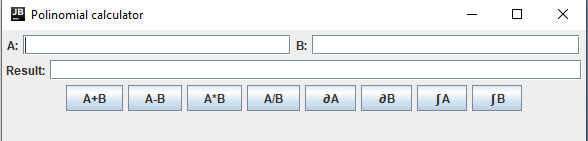 JB Polinomial calculator
A: B:
Result:
A+B A-B A*B A/B ∂A ∂B ∫A ∫B